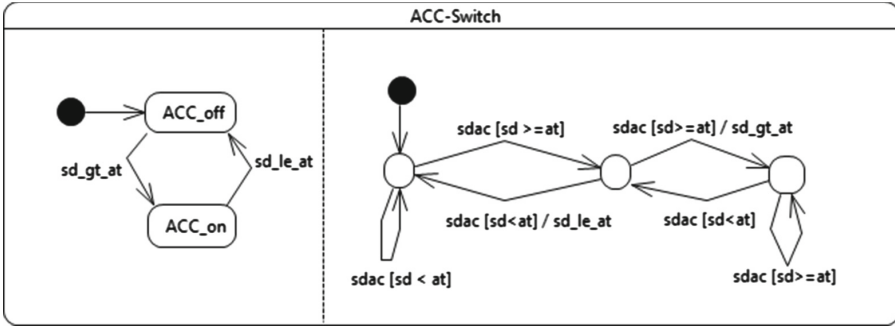 ACC-Switch
ACC_off
sd_gt_at
sd_le_at
ACC_on
sdac [sd >=at]
sdac [sd>=at] / sd_gt_at
sdac [sd<at] / sd_le_at
sdac [sd<at]
sdac [sd < at]
sdac [sd>=at]